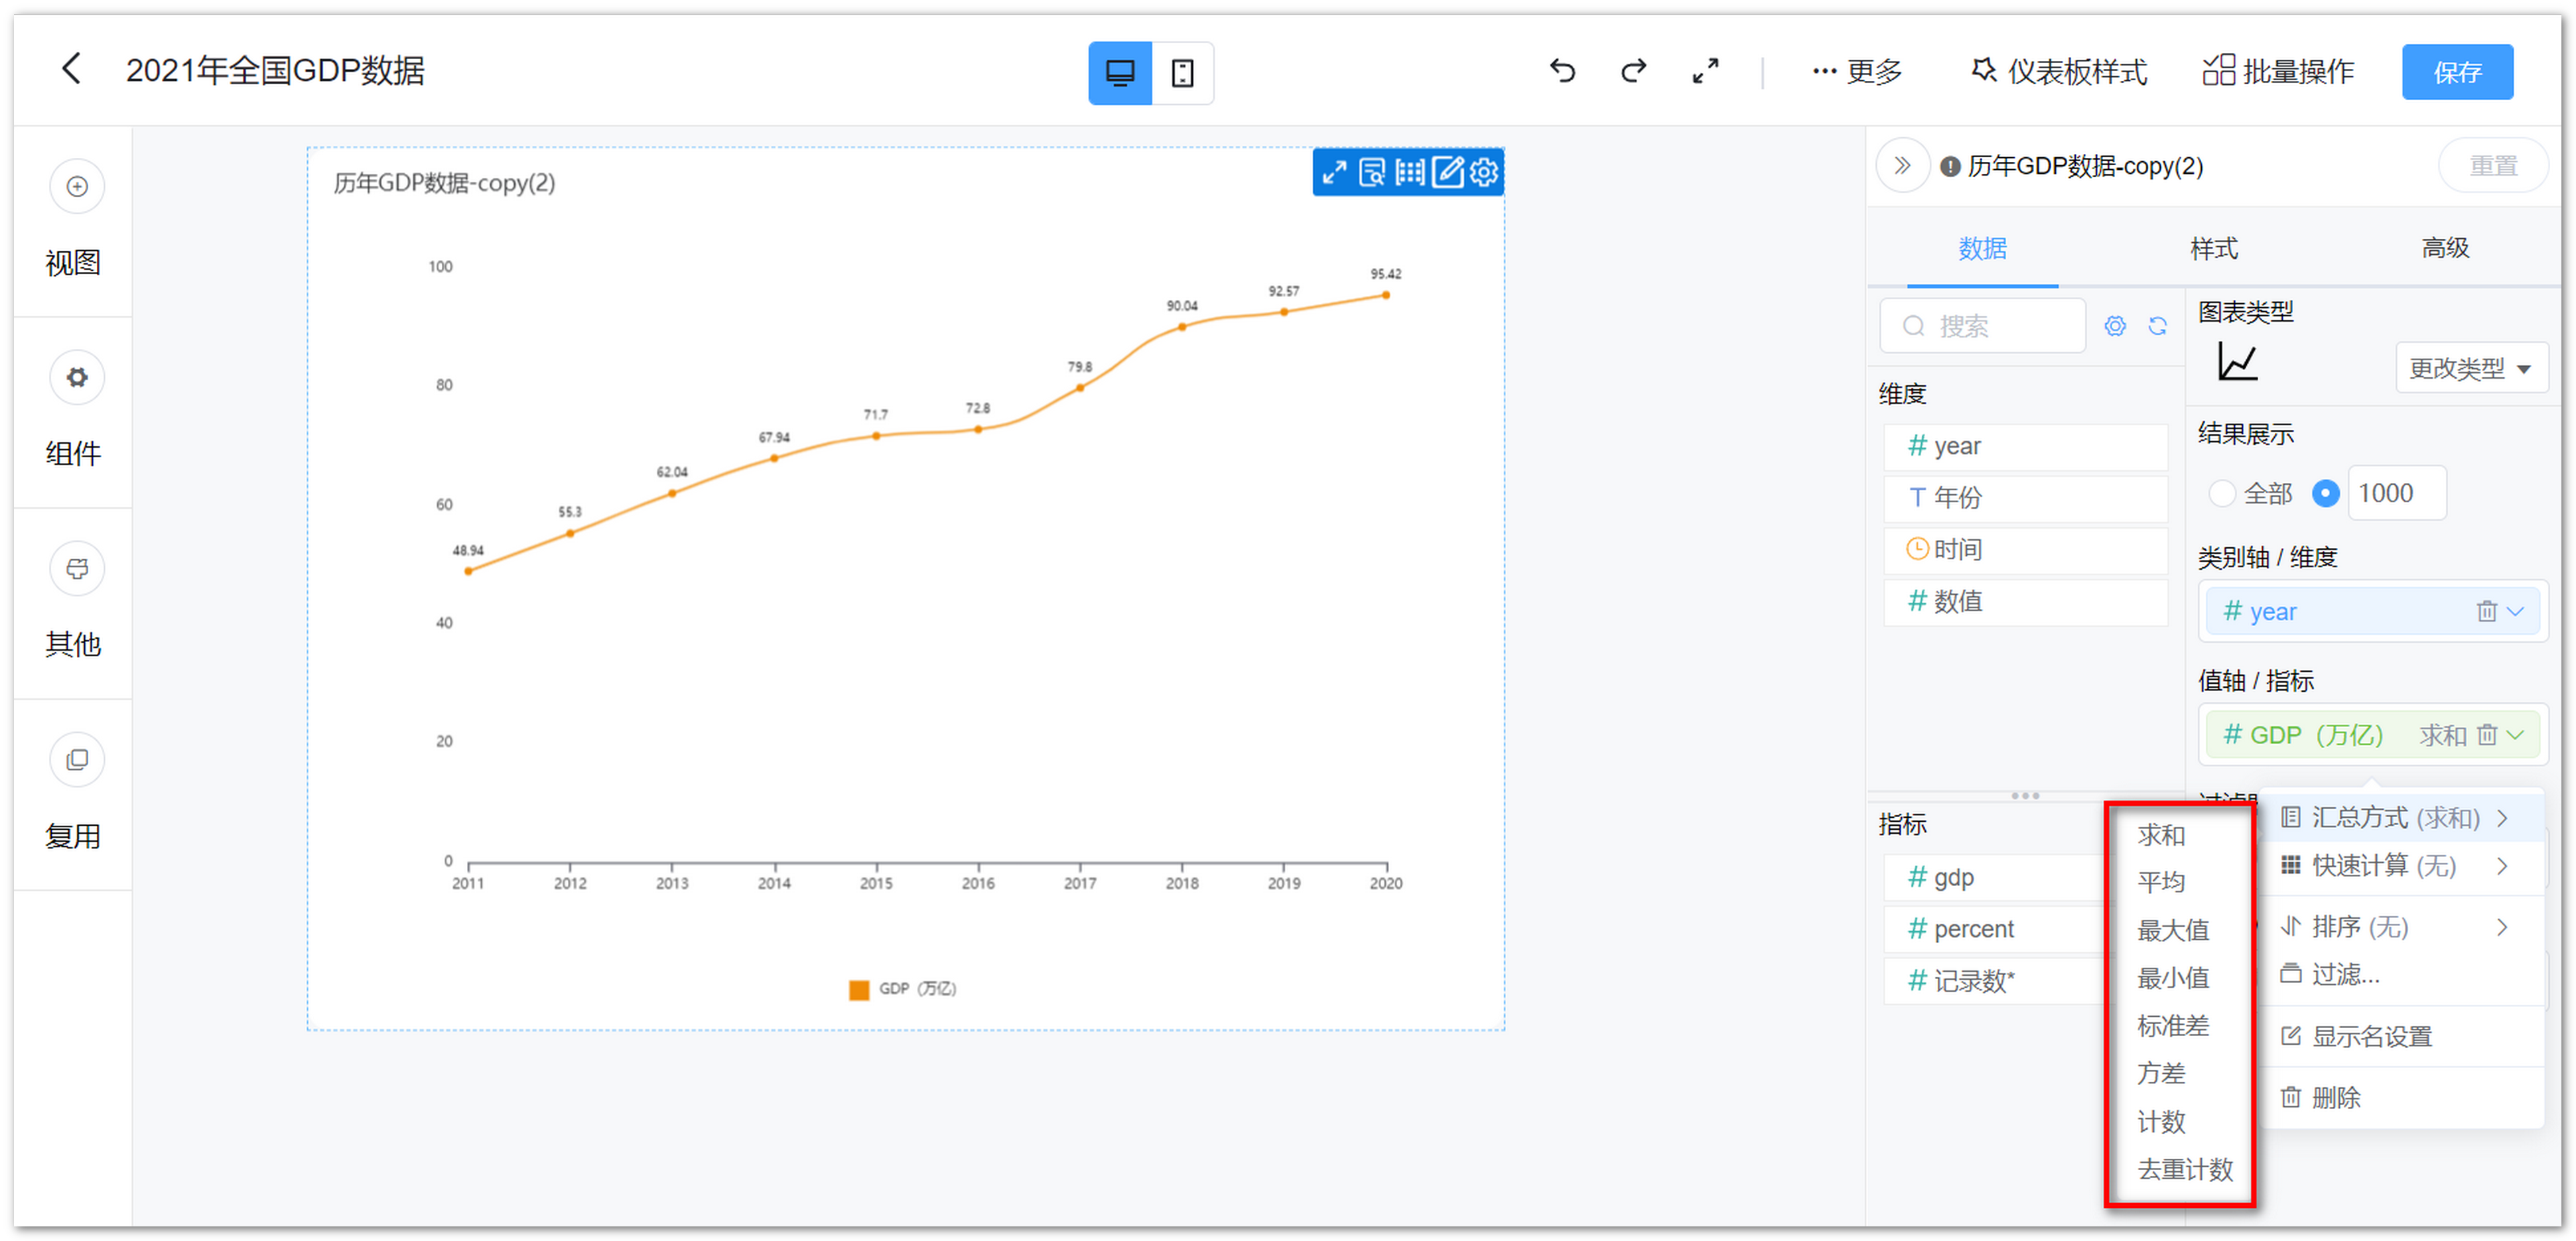 2021年全国GDP数据
更多
仪表板样式
批量操作
保存
视图
组件
其他
复用
历年GDP数据-copy(2)
100
80
60
40
20
0
48.94
55.3
62.04
67.94
71.7
72.8
79.8
90.04
92.57
95.42
2011 2012 2013 2014 2015 2016 2017 2018 2019 2020
GDP（万亿）
历年GDP数据-copy(2)
重置
数据 样式 高级
搜索
维度
# year
T 年份
时间
# 数值
指标
# gdp
# percent
# 记录数*
图表类型
更改类型
结果展示
全部 1000
类别轴 / 维度
# year
值轴 / 指标
# GDP（万亿） 求和
汇总方式 (求和)
快速计算 (无)
排序 (无)
过滤...
显示名设置
删除
求和
平均
最大值
最小值
标准差
方差
计数
去重计数